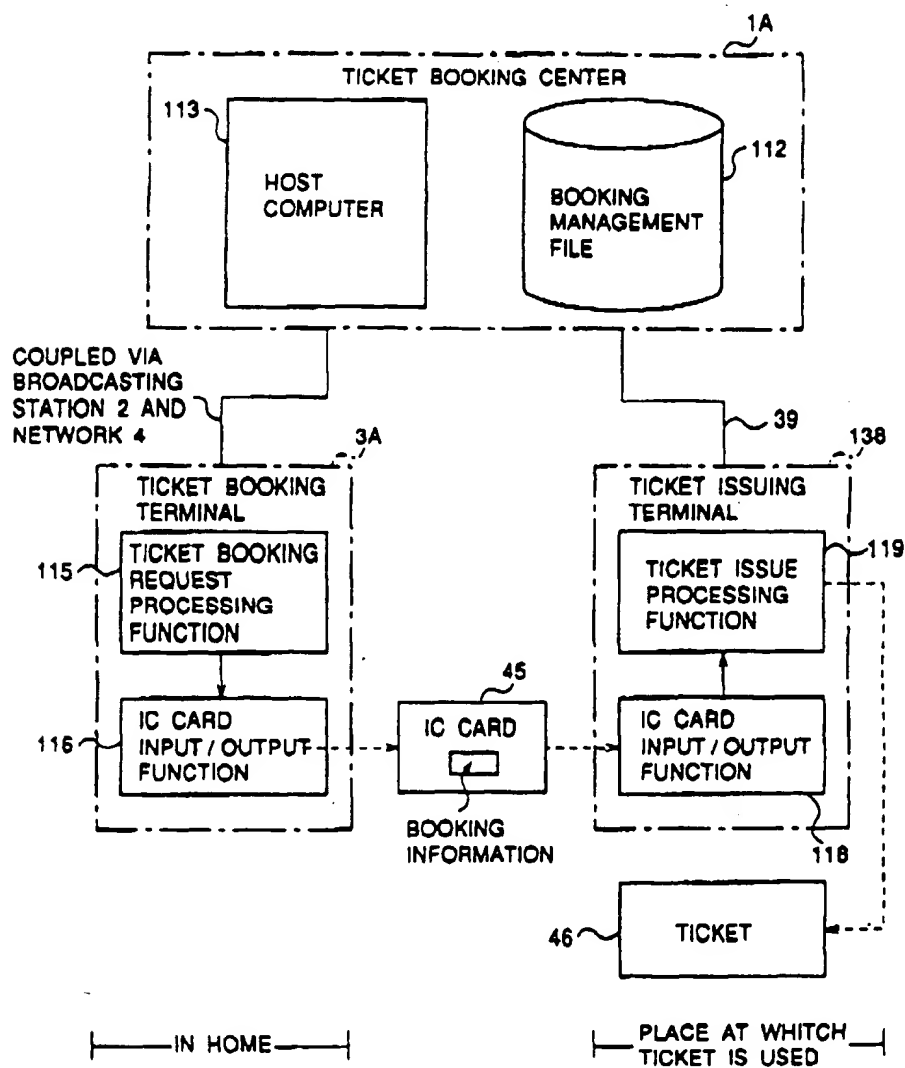 1A
TICKET BOOKING CENTER
113
HOST
COMPUTER
112
BOOKING
MANAGEMENT
FILE
COUPLED VIA
BROADCASTING
STATION 2 AND
NETWORK 4
3A
39
138
TICKET BOOKING
TERMINAL
115
TICKET BOOKING
REQUEST
PROCESSING
FUNCTION
116
IC CARD
INPUT/OUTPUT
FUNCTION
45
IC CARD
BOOKING
INFORMATION
TICKET ISSUING
TERMINAL
119
TICKET ISSUE
PROCESSING
FUNCTION
IC CARD
INPUT/OUTPUT
FUNCTION
118
46
TICKET
IN HOME
PLACE AT WHITCH
TICKET IS USED